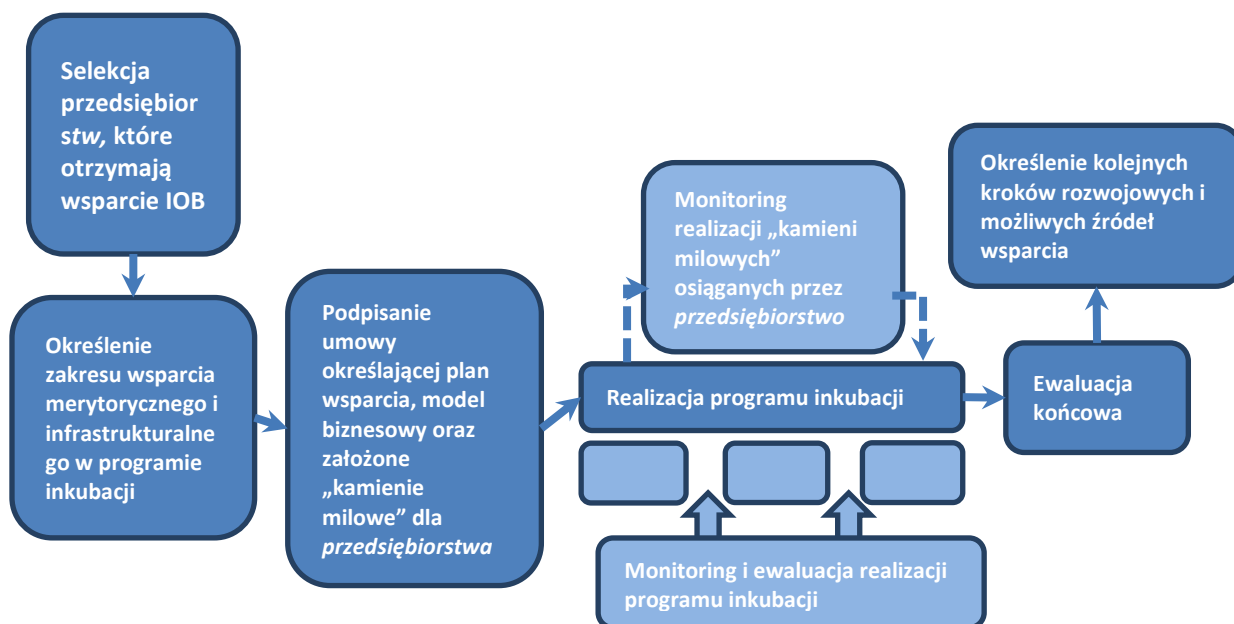 Selekcja
przedsiębior
stw, które
otrzymają
wsparcie IOB
Określenie
zakresu wsparcia
merytorycznego i
infrastrukturalne
go w programie
inkubacji
Podpisanie
umowy
określającej plan
wsparcia, model
biznesowy oraz
założone
„kamienie
milowe” dla
przedsiębiorstwa
Monitoring
realizacji „kamieni
milowych”
osiąganych przez
przedsiębiorstwo
Realizacja programu inkubacji
Monitoring i ewaluacja realizacji
programu inkubacji
Ewaluacja
końcowa
Określenie kolejnych
kroków rozwojowych i
możliwych źródeł
wsparcia